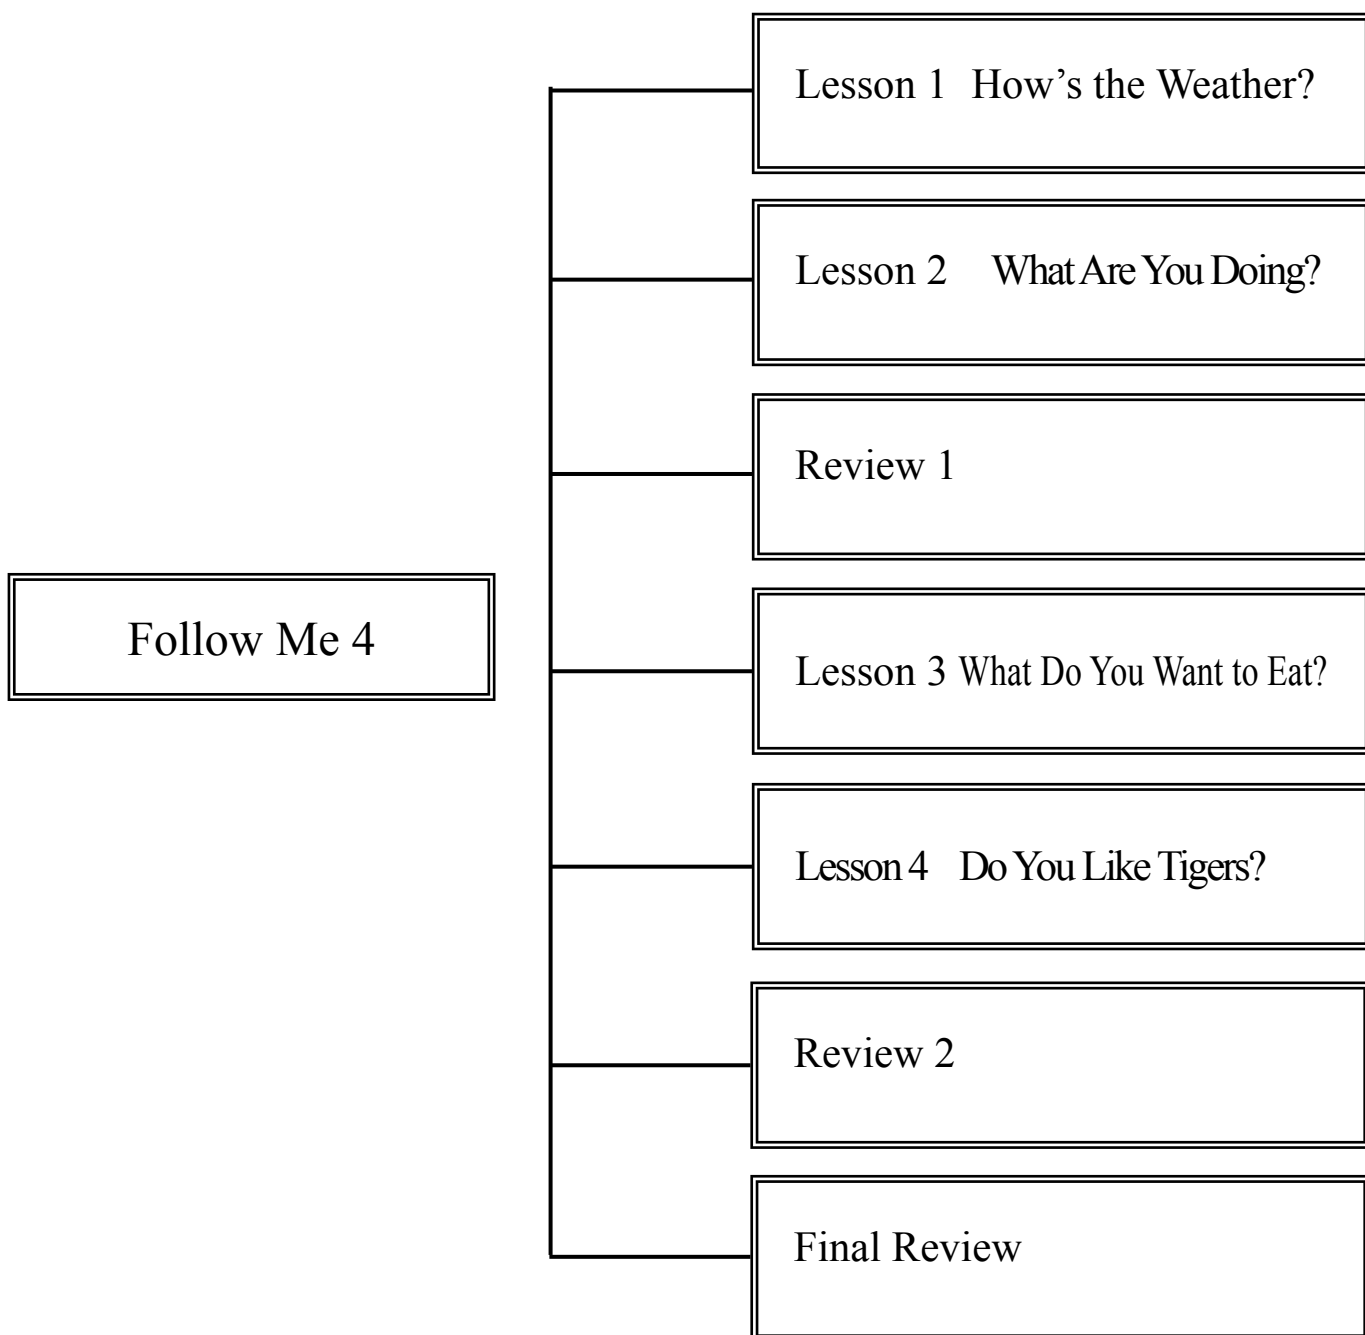 Lesson 1 How’s the Weather?
Lesson 2 What Are You Doing?
Review 1
Follow Me 4
Lesson 3 What Do You Want to Eat?
Lesson 4 Do You Like Tigers?
Review 2
Final Review